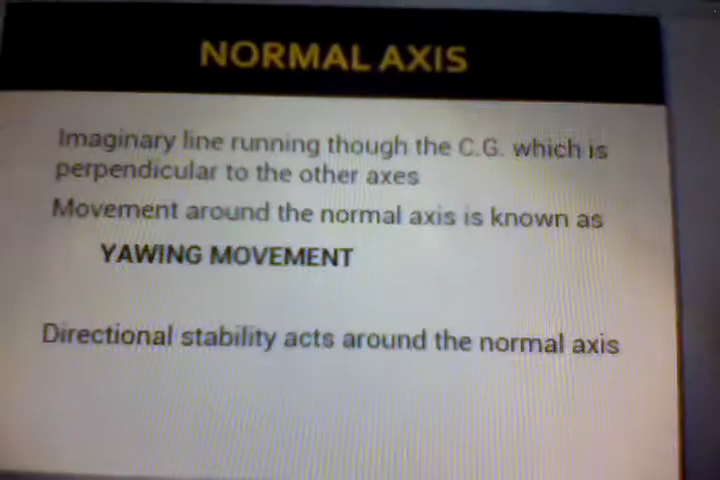 NORMAL AXIS
Imaginary line running though the C.G. which is
perpendicular to the other axes
Movement around the normal axis is known as
YAWING MOVEMENT
Directional stability acts around the normal axis